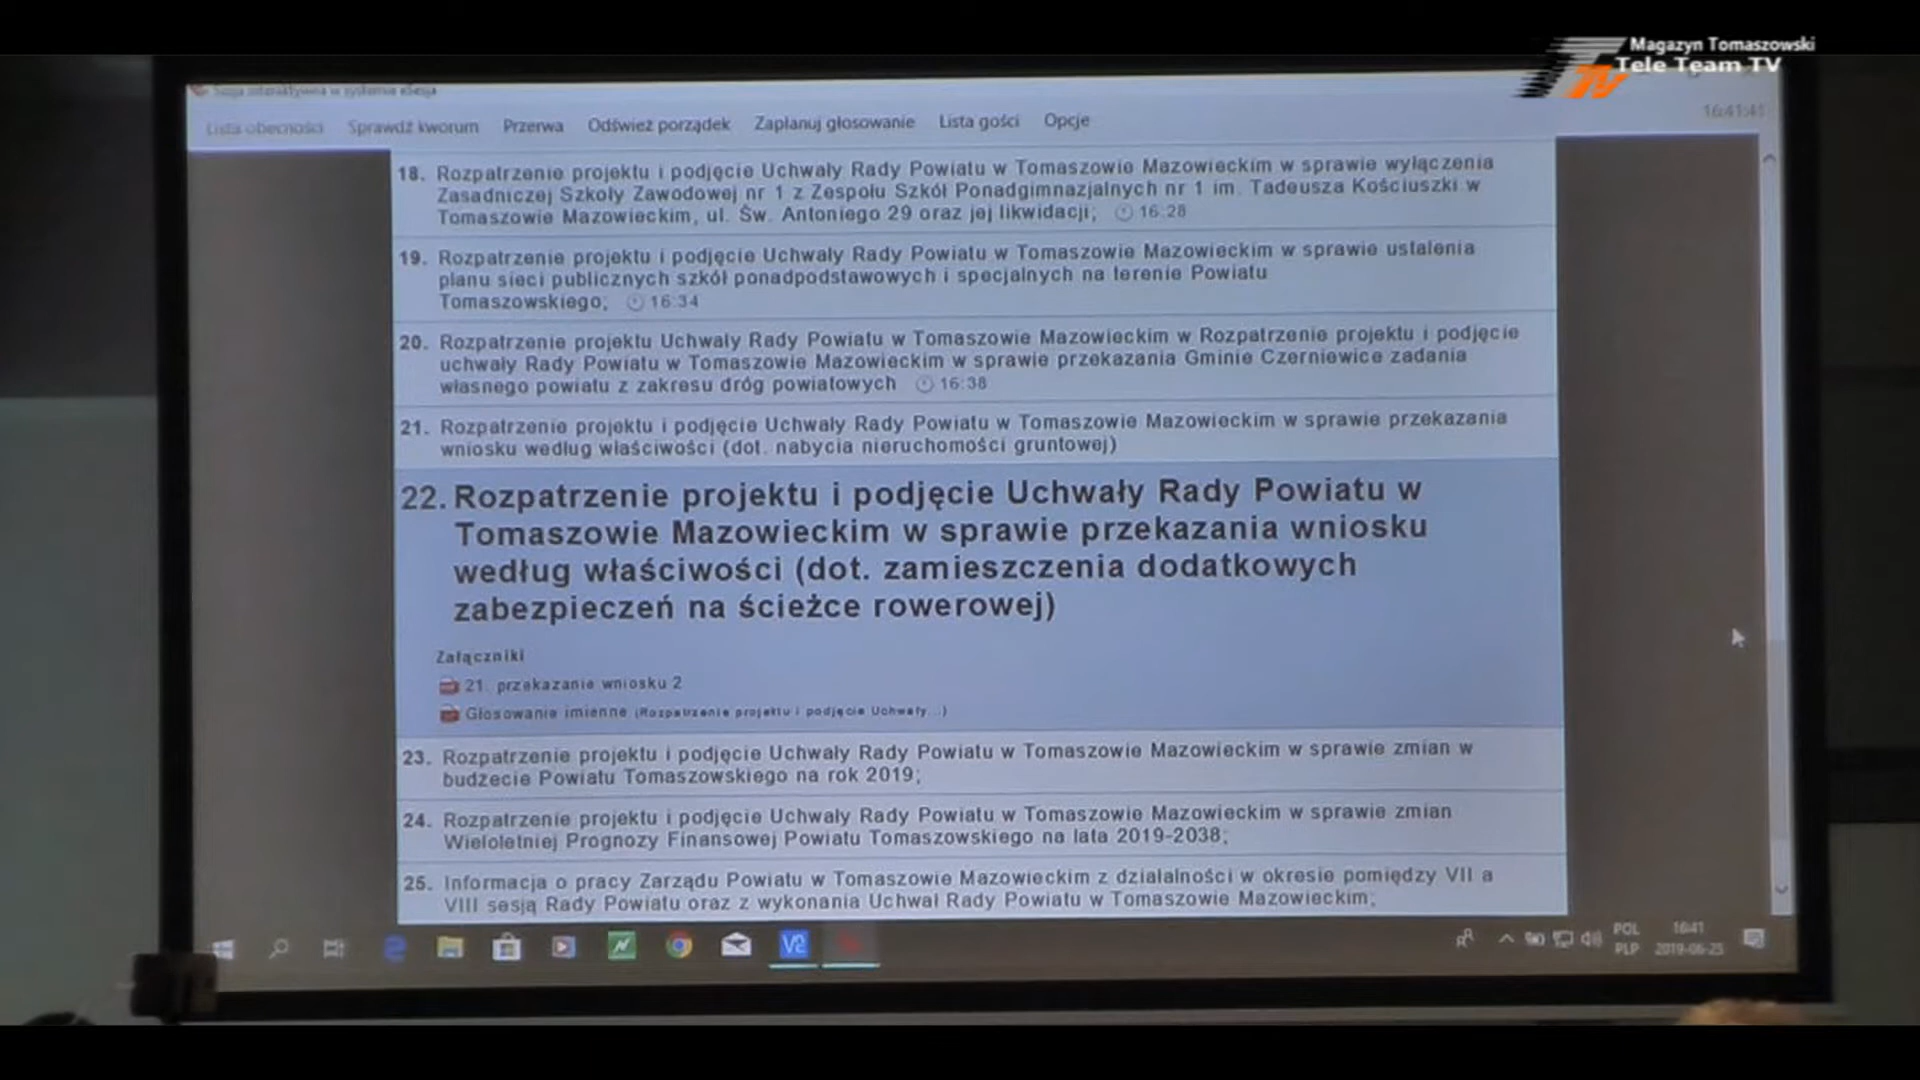 Magazyn Tomaszowski
Tele Team TV
Sesja interaktywna w systemie eSesja
16:41:41
Lista obecności Sprawdź kworum Przerwa Odśwież porządek Zaplanuj głosowanie Lista gości Opcje
18. Rozpatrzenie projektu i podjęcie Uchwały Rady Powiatu w Tomaszowie Mazowieckim w sprawie wyłączenia
Zasadniczej Szkoły Zawodowej nr 1 z Zespołu Szkół Ponadgimnazjalnych nr 1 im. Tadeusza Kościuszki w
Tomaszowie Mazowieckim, ul. Św. Antoniego 29 oraz jej likwidacji; 16:28
19. Rozpatrzenie projektu i podjęcie Uchwały Rady Powiatu w Tomaszowie Mazowieckim w sprawie ustalenia
planu sieci publicznych szkół ponadpodstawowych i specjalnych na terenie Powiatu
Tomaszowskiego; 16:34
20. Rozpatrzenie projektu Uchwały Rady Powiatu w Tomaszowie Mazowieckim w Rozpatrzenie projektu i podjęcie
uchwały Rady Powiatu w Tomaszowie Mazowieckim w sprawie przekazania Gminie Czerniewice zadania
własnego powiatu z zakresu dróg powiatowych 16:38
21. Rozpatrzenie projektu i podjęcie Uchwały Rady Powiatu w Tomaszowie Mazowieckim w sprawie przekazania
wniosku według właściwości (dot. nabycia nieruchomości gruntowej)
22. Rozpatrzenie projektu i podjęcie Uchwały Rady Powiatu w
Tomaszowie Mazowieckim w sprawie przekazania wniosku
według właściwości (dot. zamieszczenia dodatkowych
zabezpieczeń na ścieżce rowerowej)
Załączniki
21. przekazanie wniosku 2
Głosowanie imienne (Rozpatrzenie projektu i podjęcie Uchwały...)
23. Rozpatrzenie projektu i podjęcie Uchwały Rady Powiatu w Tomaszowie Mazowieckim w sprawie zmian w
budżecie Powiatu Tomaszowskiego na rok 2019;
24. Rozpatrzenie projektu i podjęcie Uchwały Rady Powiatu w Tomaszowie Mazowieckim w sprawie zmian
Wieloletniej Prognozy Finansowej Powiatu Tomaszowskiego na lata 2019-2038;
25. Informacja o pracy Zarządu Powiatu w Tomaszowie Mazowieckim z działalności w okresie pomiędzy VII a
VIII sesją Rady Powiatu oraz z wykonania Uchwał Rady Powiatu w Tomaszowie Mazowieckim;
POL 16:41
PLP 2019-06-25